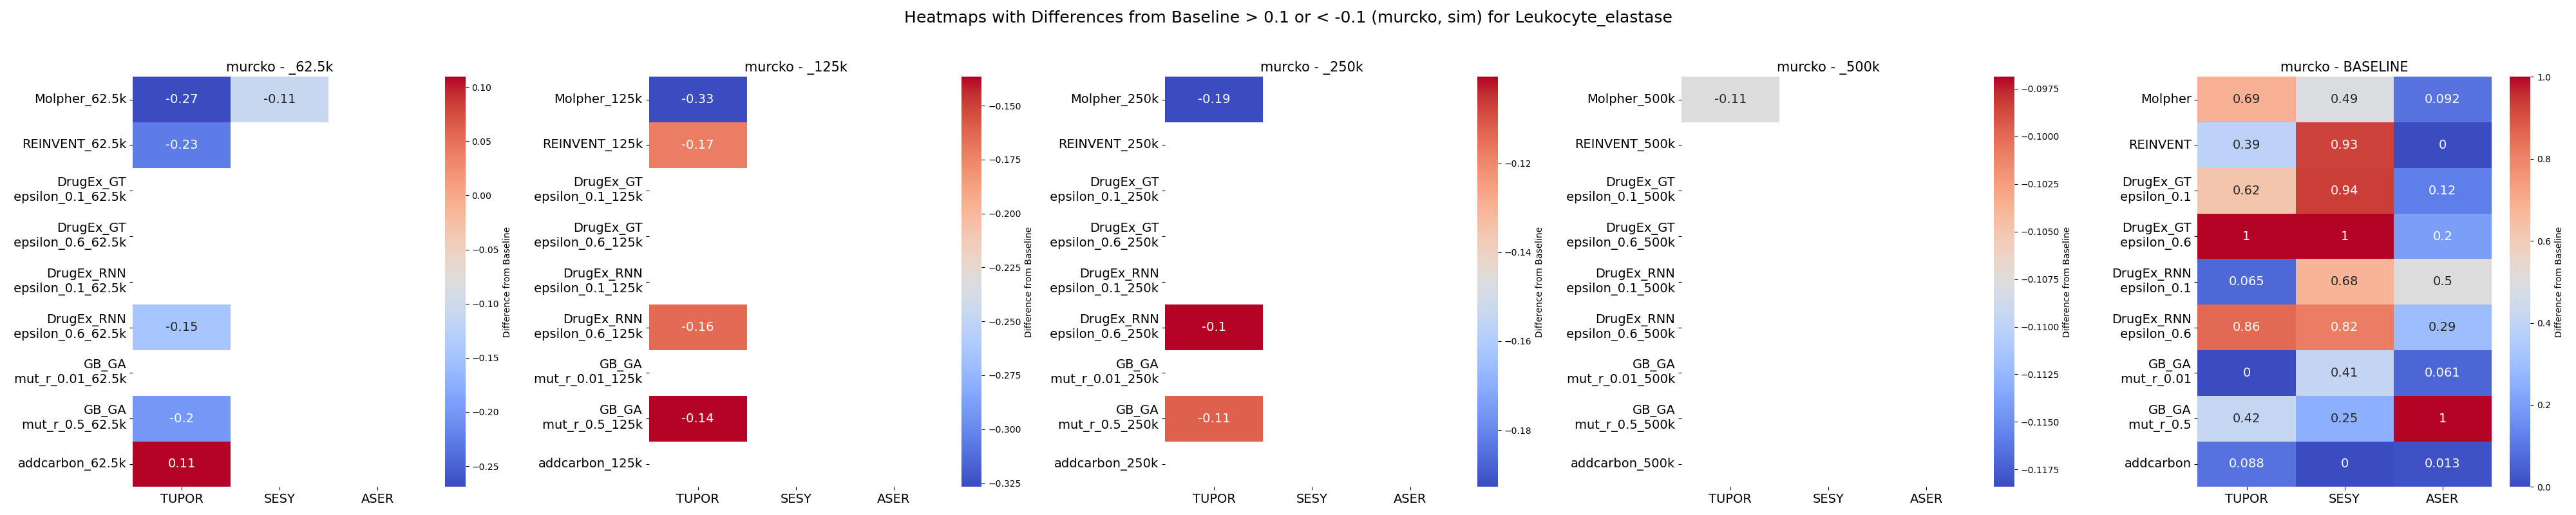 Heatmaps with Differences from Baseline > 0.1 or < -0.1 (murcko, sim) for Leukocyte_elastase
murcko - _62.5k
Molpher_62.5k
REINVENT_62.5k
DrugEx_GT
epsilon_0.1_62.5k
DrugEx_GT
epsilon_0.6_62.5k
DrugEx_RNN
epsilon_0.1_62.5k
DrugEx_RNN
epsilon_0.6_62.5k
GB_GA
mut_r_0.01_62.5k
GB_GA
mut_r_0.5_62.5k
addcarbon_62.5k
-0.27 -0.11
-0.23
-0.15
-0.2
0.11
TUPOR SESY ASER
0.10
0.05
0.00
−0.05
−0.10
−0.15
−0.20
−0.25
Difference from Baseline
murcko - _125k
Molpher_125k
REINVENT_125k
DrugEx_GT
epsilon_0.1_125k
DrugEx_GT
epsilon_0.6_125k
DrugEx_RNN
epsilon_0.1_125k
DrugEx_RNN
epsilon_0.6_125k
GB_GA
mut_r_0.01_125k
GB_GA
mut_r_0.5_125k
addcarbon_125k
-0.33
-0.17
-0.16
-0.14
TUPOR SESY ASER
−0.150
−0.175
−0.200
−0.225
−0.250
−0.275
−0.300
−0.325
Difference from Baseline
murcko - _250k
Molpher_250k
REINVENT_250k
DrugEx_GT
epsilon_0.1_250k
DrugEx_GT
epsilon_0.6_250k
DrugEx_RNN
epsilon_0.1_250k
DrugEx_RNN
epsilon_0.6_250k
GB_GA
mut_r_0.01_250k
GB_GA
mut_r_0.5_250k
addcarbon_250k
-0.19
-0.1
-0.11
TUPOR SESY ASER
−0.12
−0.14
−0.16
−0.18
Difference from Baseline
murcko - _500k
Molpher_500k
REINVENT_500k
DrugEx_GT
epsilon_0.1_500k
DrugEx_GT
epsilon_0.6_500k
DrugEx_RNN
epsilon_0.1_500k
DrugEx_RNN
epsilon_0.6_500k
GB_GA
mut_r_0.01_500k
GB_GA
mut_r_0.5_500k
addcarbon_500k
-0.11
TUPOR SESY ASER
−0.0975
−0.1000
−0.1025
−0.1050
−0.1075
−0.1100
−0.1125
−0.1150
−0.1175
Difference from Baseline
murcko - BASELINE
Molpher
REINVENT
DrugEx_GT
epsilon_0.1
DrugEx_GT
epsilon_0.6
DrugEx_RNN
epsilon_0.1
DrugEx_RNN
epsilon_0.6
GB_GA
mut_r_0.01
GB_GA
mut_r_0.5
addcarbon
0.69 0.49 0.092
0.39 0.93 0
0.62 0.94 0.12
1 1 0.2
0.065 0.68 0.5
0.86 0.82 0.29
0 0.41 0.061
0.42 0.25 1
0.088 0 0.013
TUPOR SESY ASER
1.0
0.8
0.6
0.4
0.2
0.0
Difference from Baseline